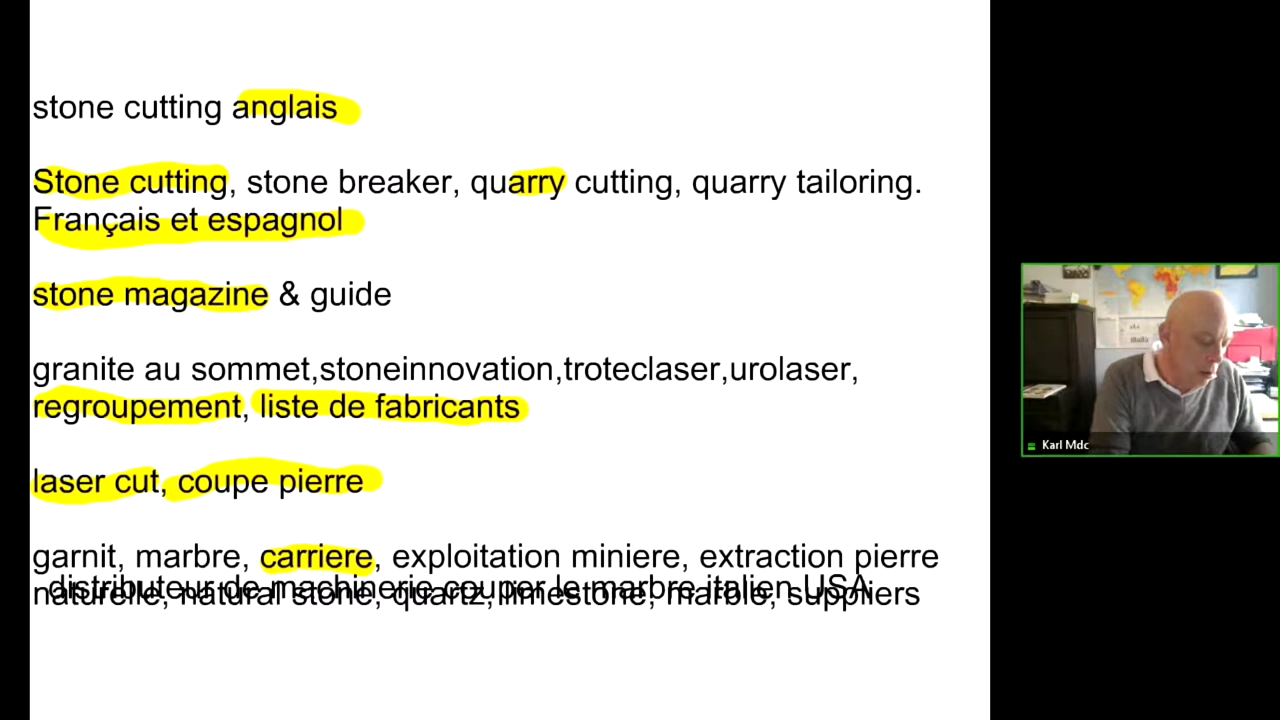 stone cutting anglais
Stone cutting, stone breaker, quarry cutting, quarry tailoring.
Français et espagnol
stone magazine & guide
granite au sommet,stoneinnovation,troteclaser,urolaser,
regroupement, liste de fabricants
laser cut, coupe pierre
garnit, marbre, carriere, exploitation miniere, extraction pierre
distributeur de machinerie couper le marbre italien USA
naturelle, natural stone, quartz, limestone, marble, suppliers
Karl Mdc